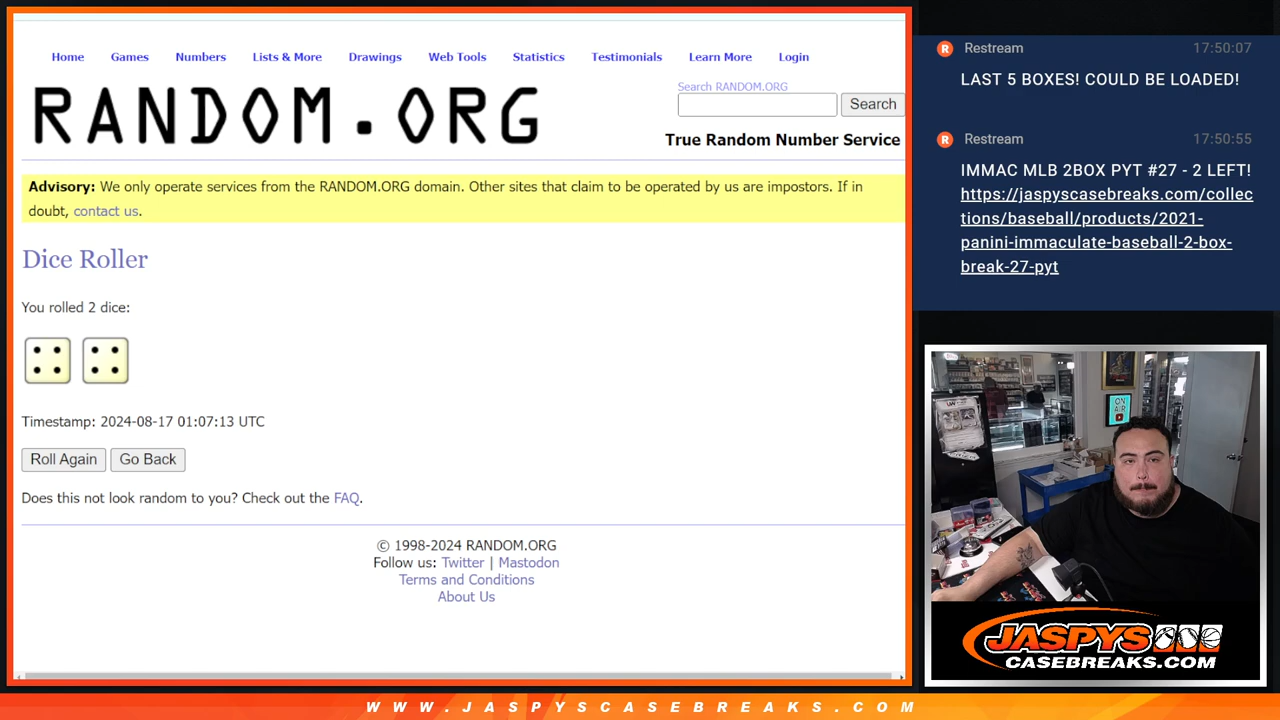 Home Games Numbers Lists & More Drawings Web Tools Statistics Testimonials Learn More Login
RANDOM.ORG
Search RANDOM.ORG
Search
True Random Number Service
Advisory: We only operate services from the RANDOM.ORG domain. Other sites that claim to be operated by us are impostors. If in
doubt, contact us.
Dice Roller
You rolled 2 dice:
Timestamp: 2024-08-17 01:07:13 UTC
Roll Again Go Back
Does this not look random to you? Check out the FAQ.
© 1998-2024 RANDOM.ORG
Follow us: Twitter | Mastodon
Terms and Conditions
About Us
Restream 17:50:07
LAST 5 BOXES! COULD BE LOADED!
Restream 17:50:55
IMMAC MLB 2BOX PYT #27 - 2 LEFT!
https://jaspyscasebreaks.com/collec
tions/baseball/products/2021-
panini-immaculate-baseball-2-box-
break-27-pyt
ON
AIR
JASPYS
CASEBREAKS.COM
WWW.JASPYSCASEBREAKS.COM